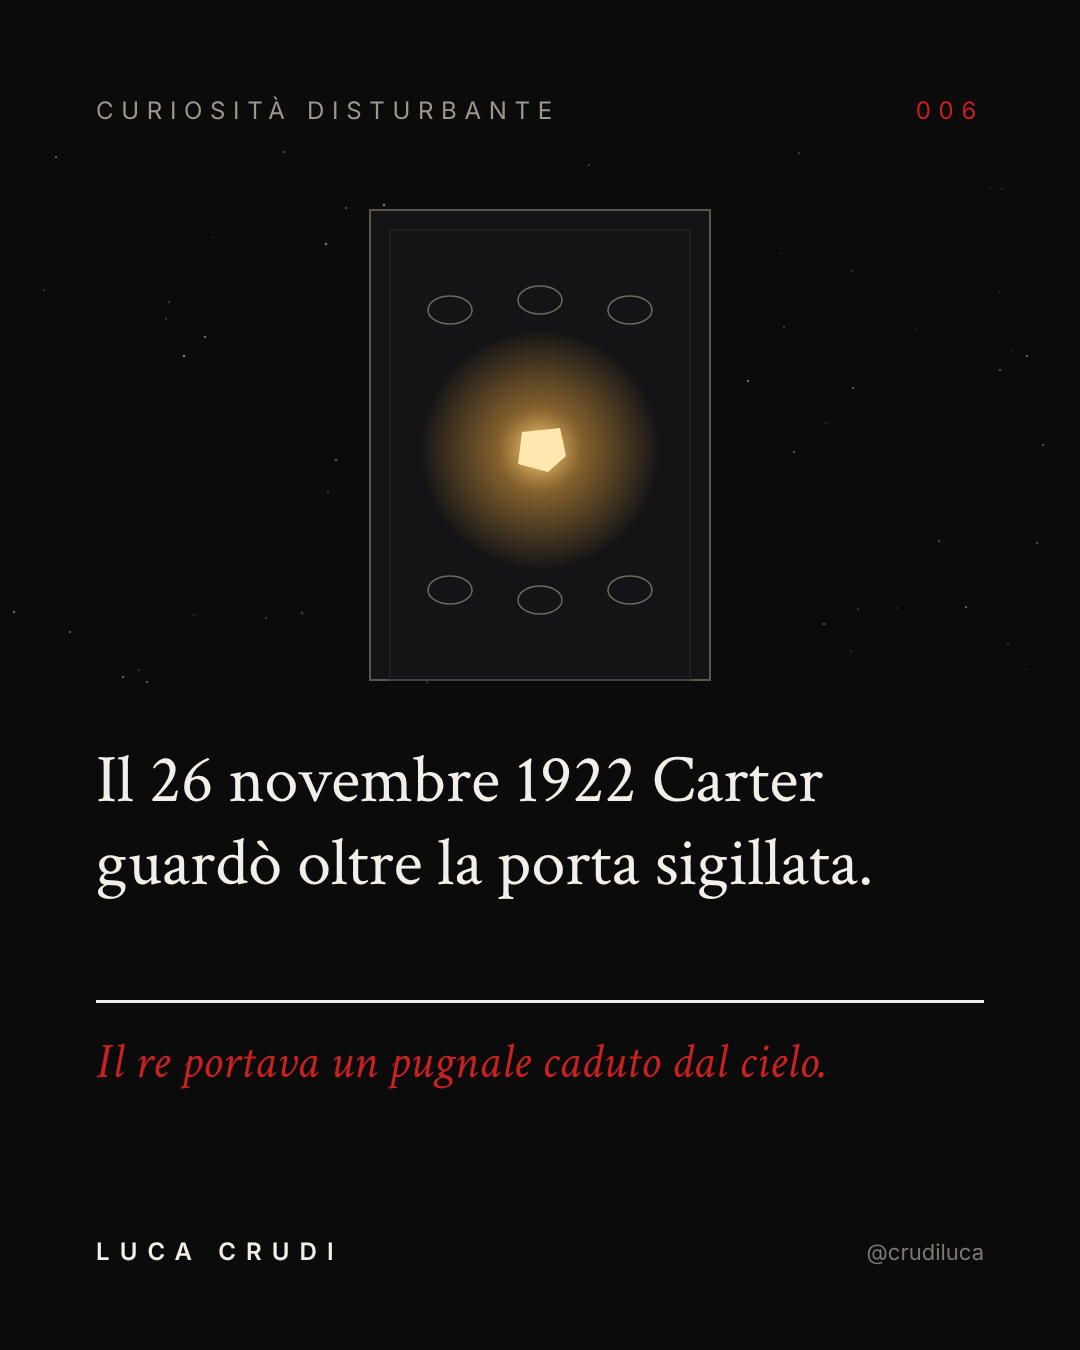 CURIOSITÀ DISTURBANTE
006
Il 26 novembre 1922 Carter
guardò oltre la porta sigillata.
Il re portava un pugnale caduto dal cielo.
LUCA CRUDI
@crudiluca